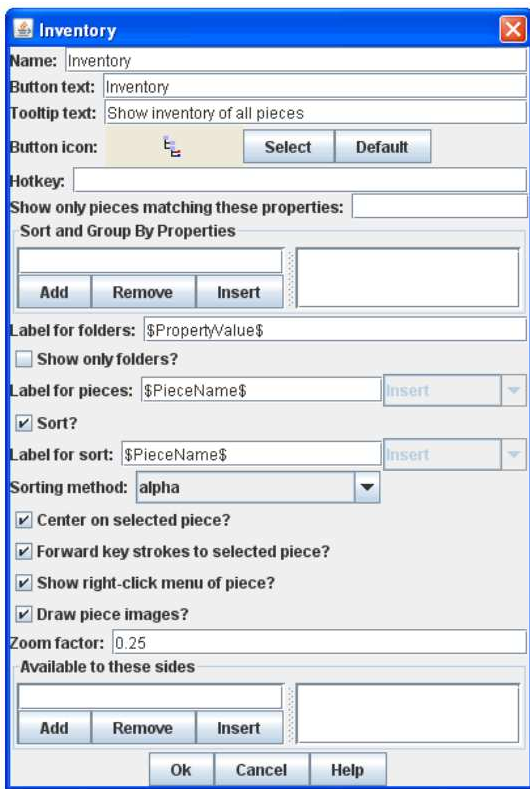 Inventory
Name: Inventory
Button text: Inventory
Tooltip text: Show inventory of all pieces
Button icon: Select Default
Hotkey:
Show only pieces matching these properties:
Sort and Group By Properties
Add Remove Insert
Label for folders: $PropertyValue$
Show only folders?
Label for pieces: $PieceName$ Insert
Sort?
Label for sort: $PieceName$ Insert
Sorting method: alpha
Center on selected piece?
Forward key strokes to selected piece?
Show right-click menu of piece?
Draw piece images?
Zoom factor: 0.25
Available to these sides
Add Remove Insert
Ok Cancel Help